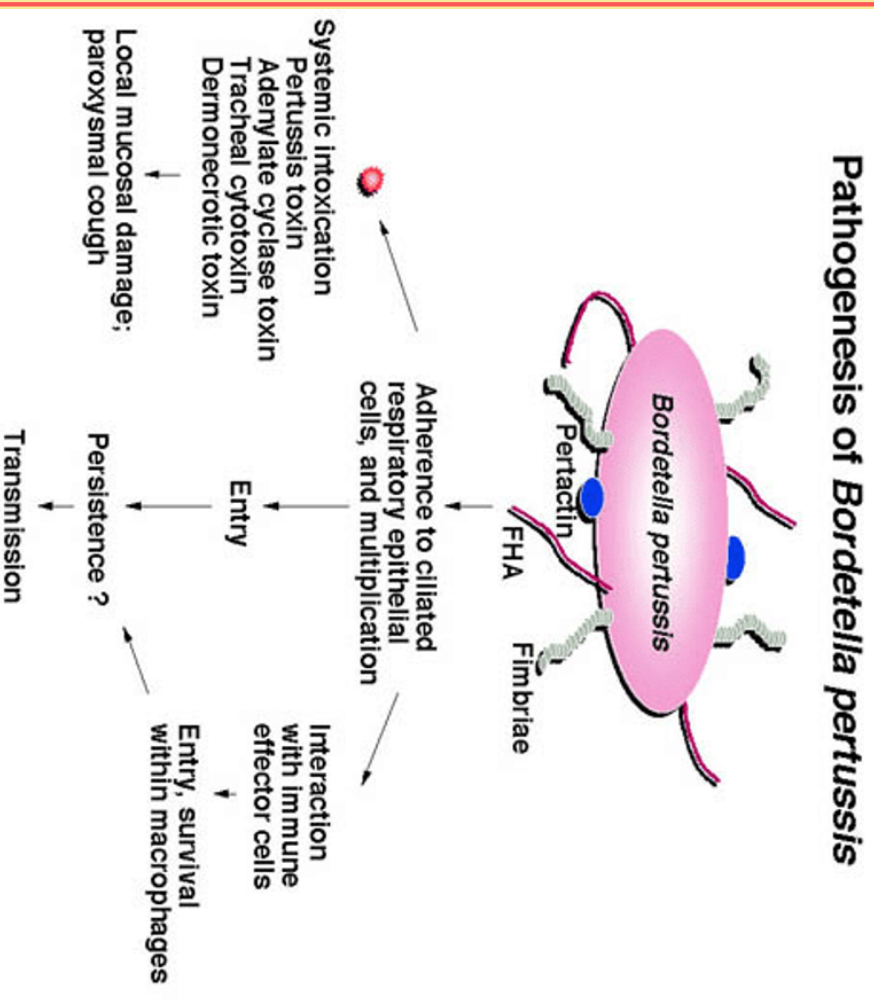 Pathogenesis of Bordetella pertussis
Bordetella pertussis
Pertactin
FHA
Fimbriae
Adherence to ciliated
respiratory epithelial
cells, and multiplication
Systemic intoxication
Pertussis toxin
Adenylate cyclase toxin
Tracheal cytotoxin
Dermonecrotic toxin
Local mucosal damage;
paroxysmal cough
Entry
Persistence ?
Transmission
Interaction
with immune
effector cells
Entry, survival
within macrophages